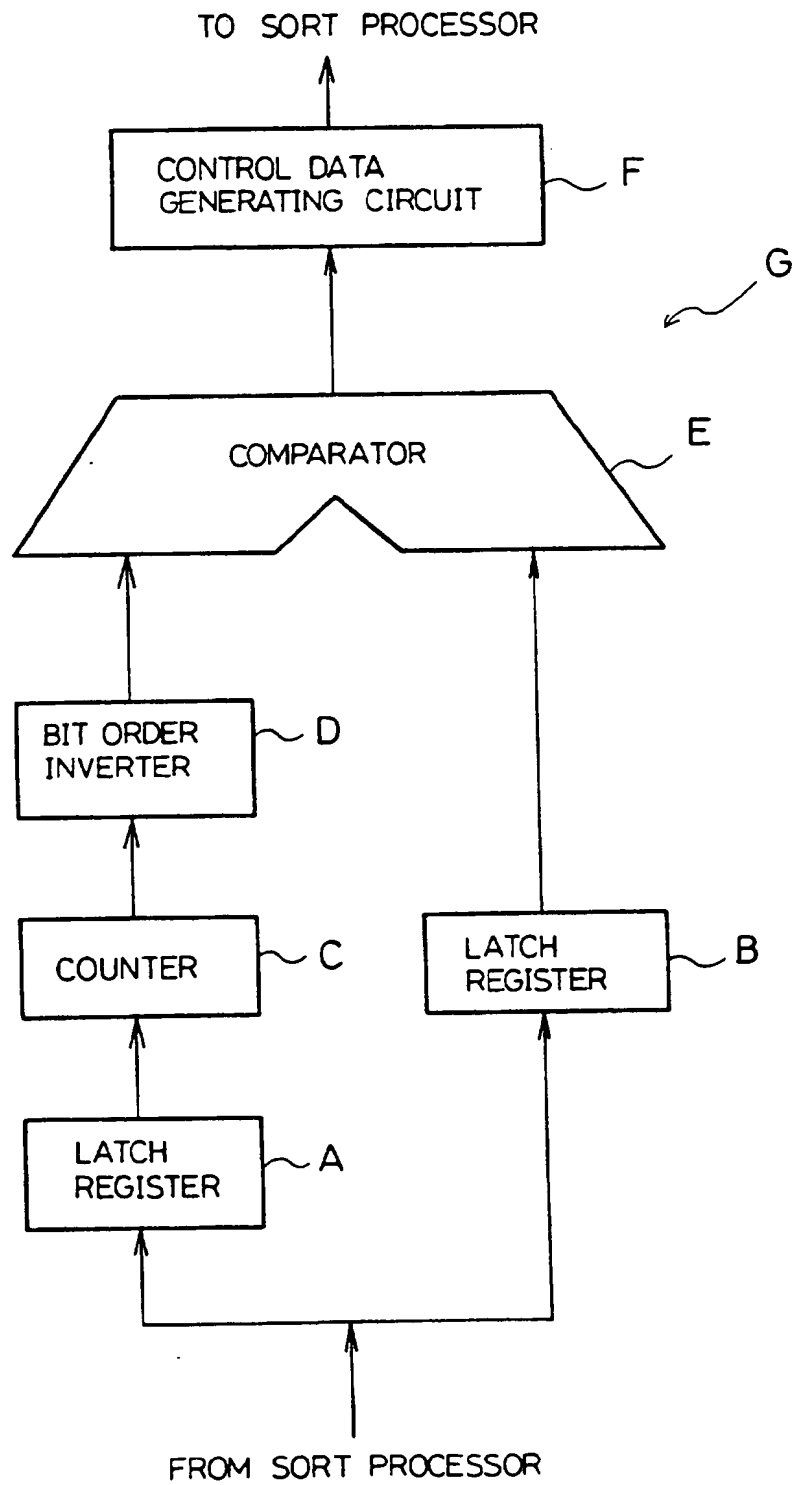 TO SORT PROCESSOR
CONTROL DATA
GENERATING CIRCUIT
F
G
COMPARATOR
E
BIT ORDER
INVERTER
D
COUNTER
C
LATCH
REGISTER
B
LATCH
REGISTER
A
FROM SORT PROCESSOR